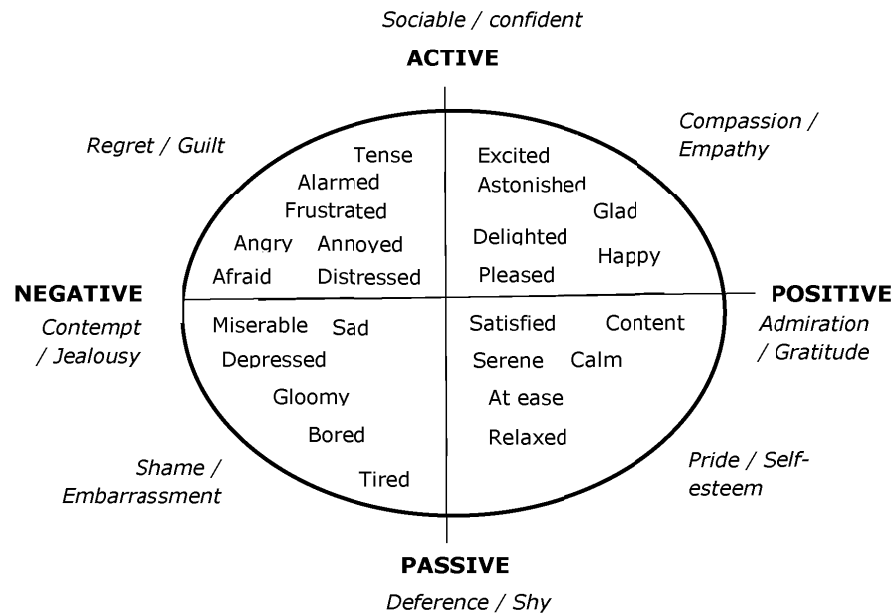 Sociable / confident
ACTIVE
Compassion /
Empathy
Regret / Guilt
Tense
Excited
Alarmed
Astonished
Frustrated
Glad
Angry
Annoyed
Delighted
Happy
Afraid
Distressed
Pleased
NEGATIVE
POSITIVE
Contempt
/ Jealousy
Miserable
Sad
Satisfied
Content
Admiration
/ Gratitude
Depressed
Serene
Calm
Gloomy
At ease
Bored
Relaxed
Shame /
Embarrassment
Tired
Pride / Self-
esteem
PASSIVE
Deference / Shy